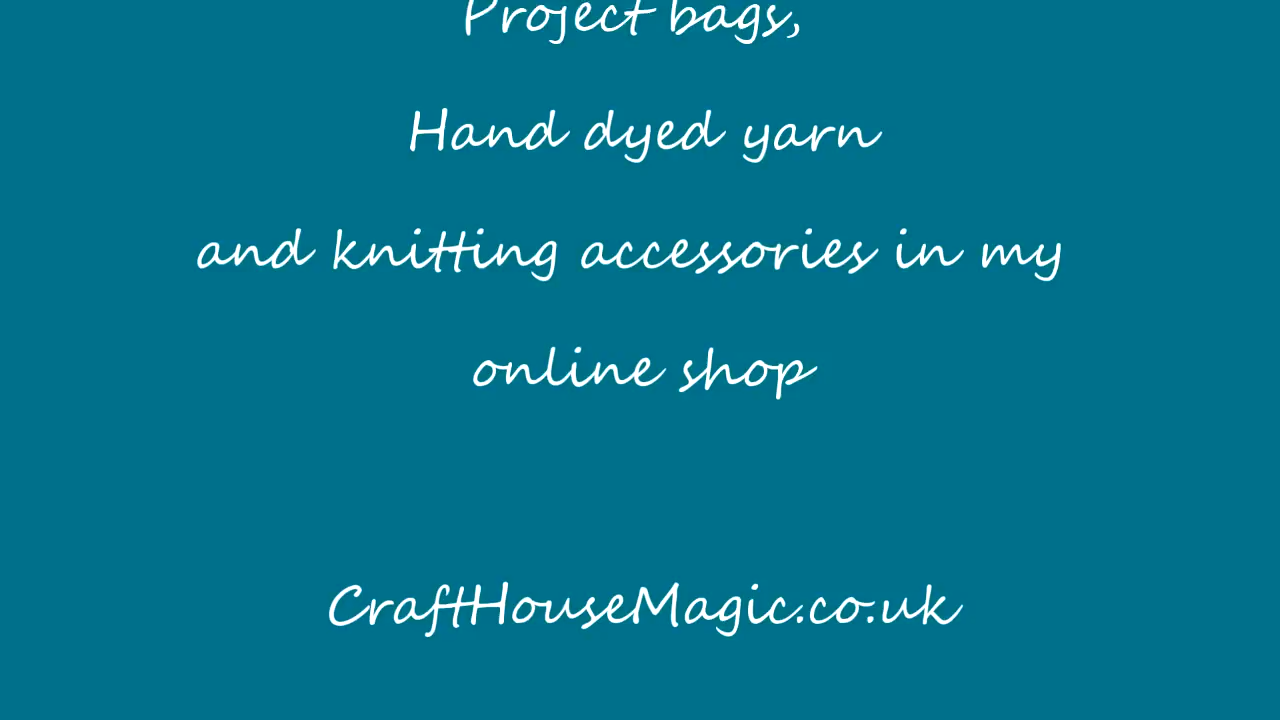 Project bags,
Hand dyed yarn
and knitting accessories in my
online shop
CraftHouseMagic.co.uk